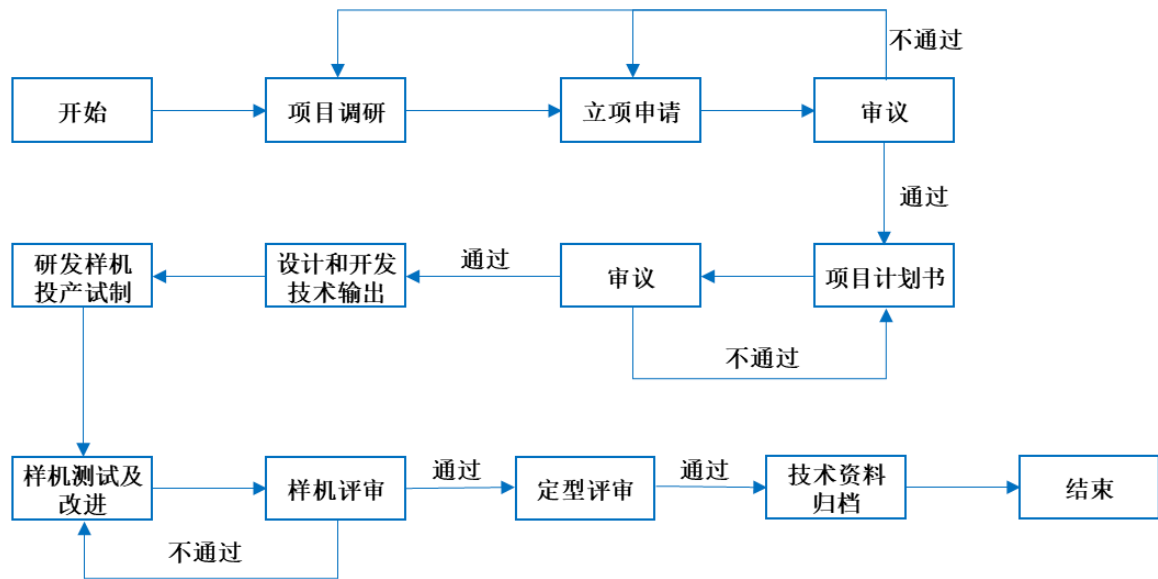 不通过
开始
项目调研
立项申请
审议
通过
研发样机
投产试制
设计和开发
技术输出
通过
审议
项目计划书
不通过
样机测试及
改进
样机评审
通过
定型评审
通过
技术资料
归档
结束
不通过